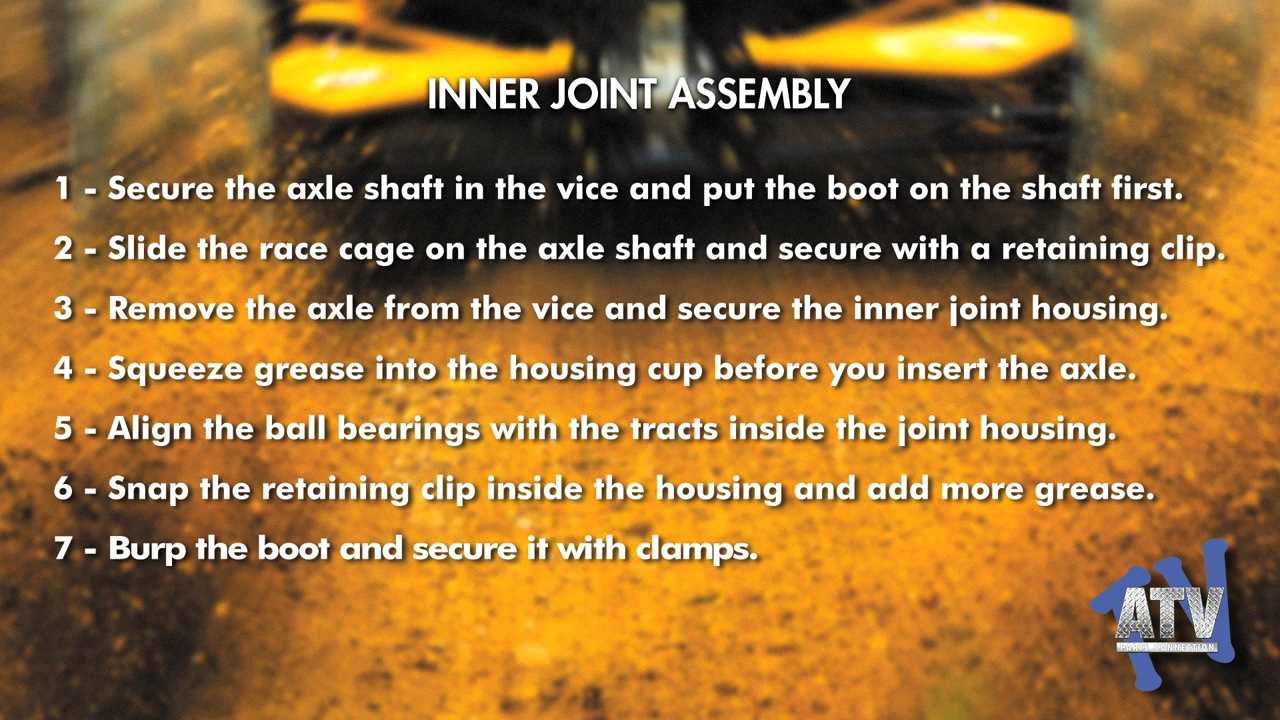 INNER JOINT ASSEMBLY
1 - Secure the axle shaft in the vice and put the boot on the shaft first.
2 - Slide the race cage on the axle shaft and secure with a retaining clip.
3 - Remove the axle from the vice and secure the inner joint housing.
4 - Squeeze grease into the housing cup before you insert the axle.
5 - Align the ball bearings with the tracts inside the joint housing.
6 - Snap the retaining clip inside the housing and add more grease.
7 - Burp the boot and secure it with clamps.
ATV
PARTS CONNECTION